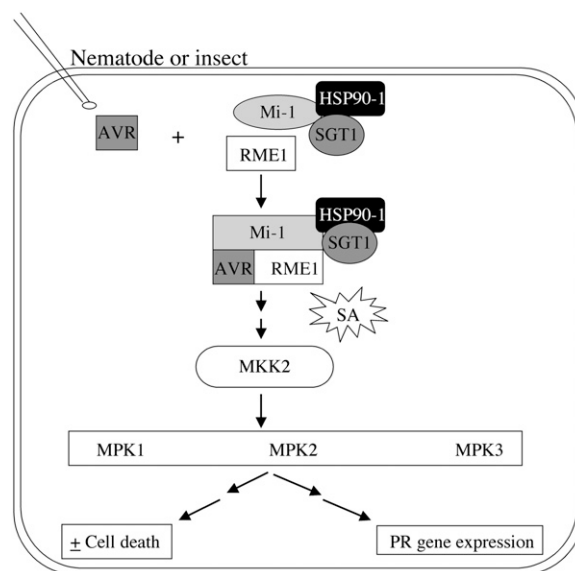 Nematode or insect
HSP90-1
Mi-1
AVR
+
SGT1
RME1
HSP90-1
Mi-1
SGT1
AVR
RME1
SA
MKK2
MPK1 MPK2 MPK3
± Cell death
PR gene expression